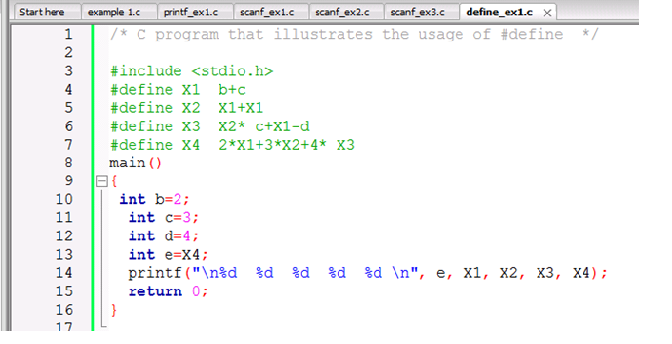 Start here example 1.c printf_ex1.c scanf_ex1.c scanf_ex2.c scanf_ex3.c define_ex1.c
1 /* C program that illustrates the usage of #define */
2
3 #include <stdio.h>
4 #define X1 b+c
5 #define X2 X1+X1
6 #define X3 X2* c+X1-d
7 #define X4 2*X1+3*X2+4* X3
8 main()
9 {
10 int b=2;
11 int c=3;
12 int d=4;
13 int e=X4;
14 printf("\n%d %d %d %d %d \n", e, X1, X2, X3, X4);
15 return 0;
16 }
17